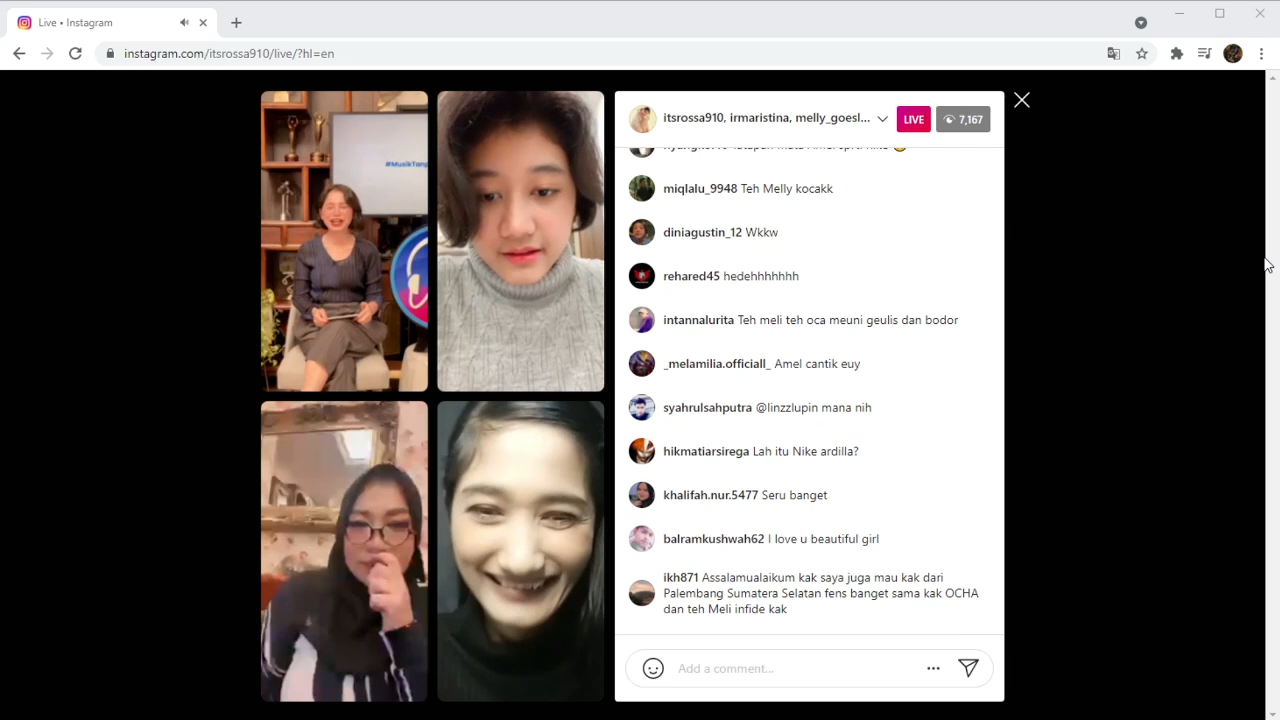 Live • Instagram
instagram.com/itsrossa910/live/?hl=en
#MusikTanp
itsrossa910, irmaristina, melly_goesl...
LIVE
7,167
miqlalu_9948 Teh Melly kocakk
diniagustin_12 Wkkw
rehared45 hedehhhhhhh
intannalurita Teh meli teh oca meuni geulis dan bodor
_melamilia.officiall_ Amel cantik euy
syahrulsahputra @linzzlupin mana nih
hikmatiarsirega Lah itu Nike ardilla?
khalifah.nur.5477 Seru banget
balramkushwah62 I love u beautiful girl
ikh871 Assalamualaikum kak saya juga mau kak dari
Palembang Sumatera Selatan fens banget sama kak OCHA
dan teh Meli infide kak
Add a comment...